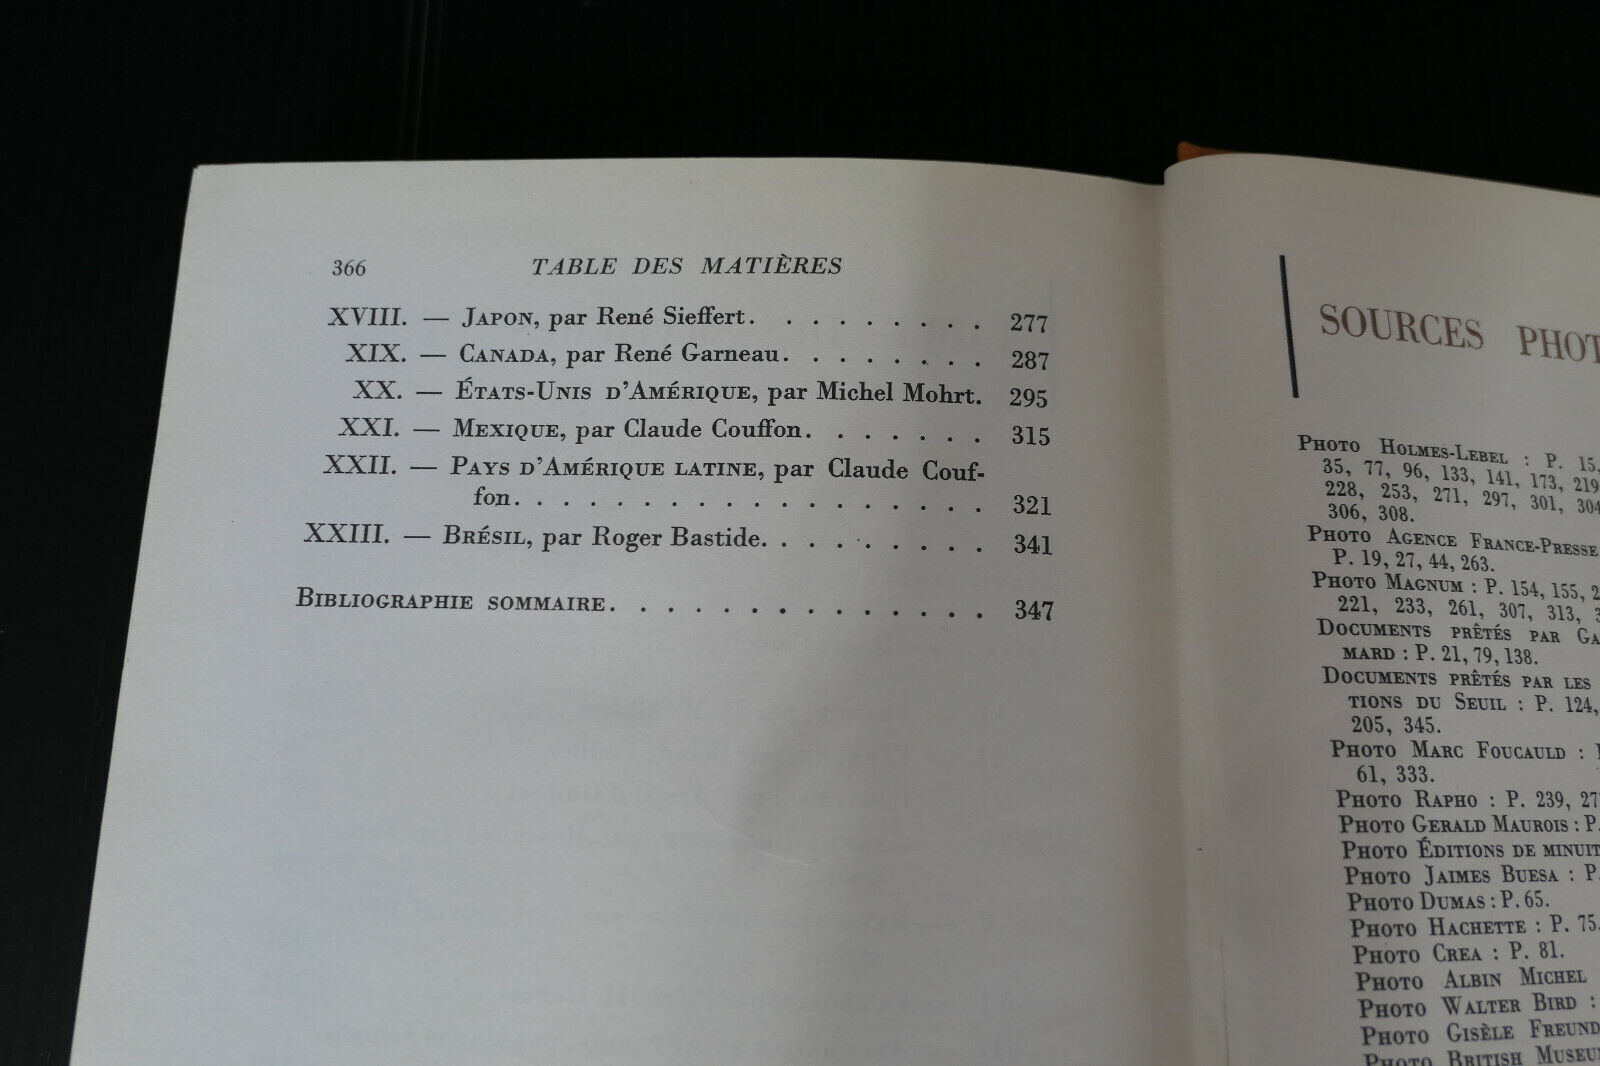 366 TABLE DES MATIÈRES
XVIII. — JAPON, par René Sieffert. . . . . . . . . 277
XIX. — CANADA, par René Garneau. . . . . . . . 287
XX. — ÉTATS-UNIS D'AMÉRIQUE, par Michel Mohrt. 295
XXI. — MEXIQUE, par Claude Couffon. . . . . . . 315
XXII. — PAYS D'AMÉRIQUE LATINE, par Claude Couf-
fon. . . . . . . . . . . . . . . . . . 321
XXIII. — BRÉSIL, par Roger Bastide. . . . . . . . . 341
BIBLIOGRAPHIE SOMMAIRE. . . . . . . . . . . . . . 347
SOURCES PHOT
PHOTO HOLMES-LEBEL : P. 15,
35, 77, 96, 133, 141, 173, 219
228, 253, 271, 297, 301, 304
306, 308.
PHOTO AGENCE FRANCE-PRESSE
P. 19, 27, 44, 263.
PHOTO MAGNUM : P. 154, 155, 2
221, 233, 261, 307, 313,
DOCUMENTS PRÊTÉS PAR GA
MARD : P. 21, 79, 138.
DOCUMENTS PRÊTÉS PAR LES
TIONS DU SEUIL : P. 124,
205, 345.
PHOTO MARC FOUCAULD :
61, 333.
PHOTO RAPHO : P. 239, 27
PHOTO GERALD MAUROIS : P.
PHOTO ÉDITIONS DE MINUIT
PHOTO JAIMES BUESA : P.
PHOTO DUMAS : P. 65.
PHOTO HACHETTE : P. 75.
PHOTO CREA : P. 81.
PHOTO ALBIN MICHEL
PHOTO WALTER BIRD :
PHOTO GISÈLE FREUND
PHOTO BRITISH MUSEU